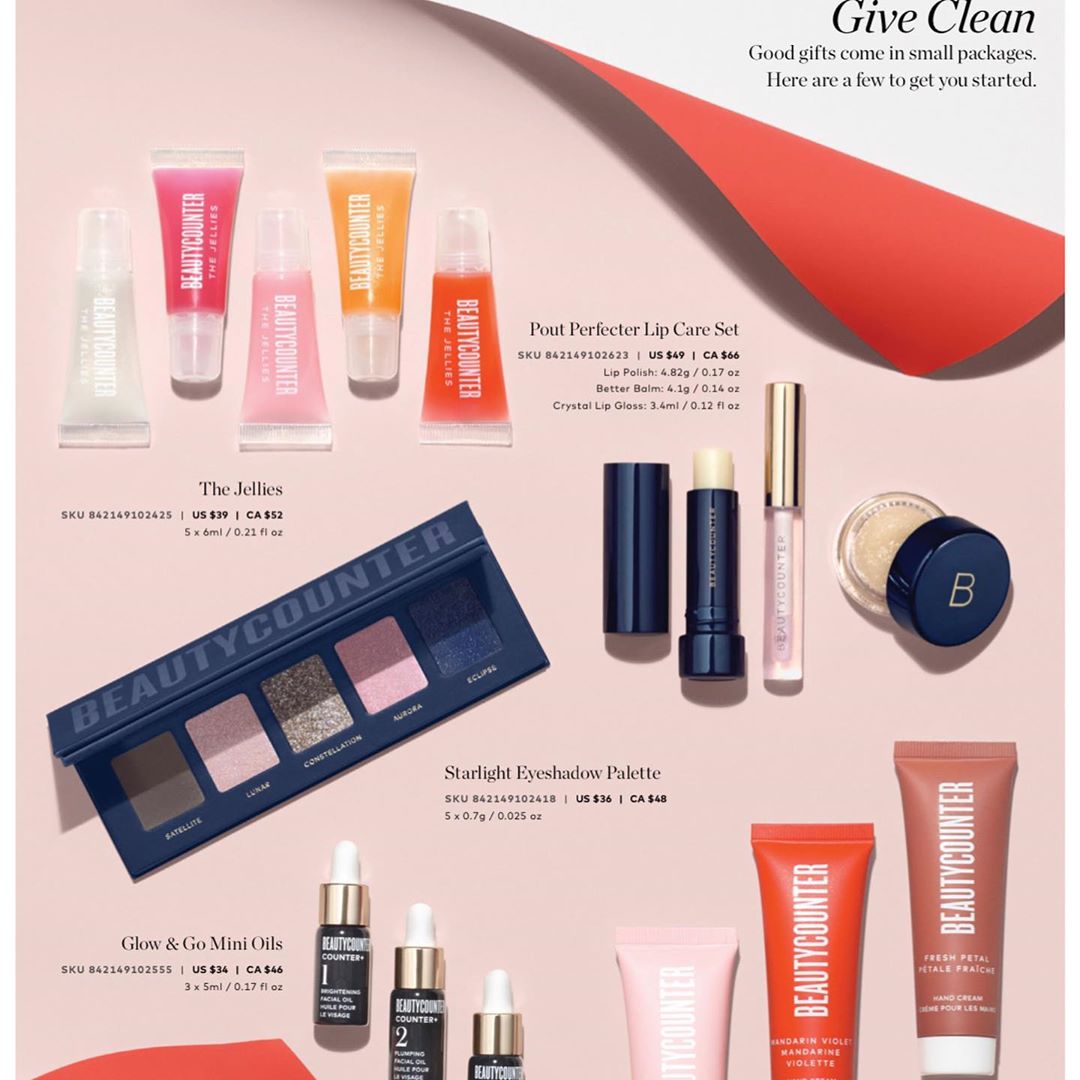 Give Clean
Good gifts come in small packages.
Here are a few to get you started.
BEAUTYCOUNTER
THE JELLIES
BEAUTYCOUNTER
THE JELLIES
BEAUTYCOUNTER
THE JELLIES
BEAUTYCOUNTER
THE JELLIES
BEAUTYCOUNTER
THE JELLIES
Pout Perfecter Lip Care Set
SKU 842149102623 | US $49 | CA $66
Lip Polish: 4.82g / 0.17 oz
Better Balm: 4.1g / 0.14 oz
Crystal Lip Gloss: 3.4ml / 0.12 fl oz
The Jellies
SKU 842149102425 | US $39 | CA $52
5 x 6ml / 0.21 fl oz
BEAUTYCOUNTER
BEAUTYCOUNTER
B
BEAUTYCOUNTER
SATELLITE
LUNAR
CONSTELLATION
AURORA
ECLIPSE
Starlight Eyeshadow Palette
SKU 842149102418 | US $36 | CA $48
5 x 0.7g / 0.025 oz
Glow & Go Mini Oils
SKU 842149102555 | US $34 | CA $46
3 x 5ml / 0.17 fl oz
BEAUTYCOUNTE
COUNTER+
1
BRIGHTENING
FACIAL OIL
HUILE POUR
LE VISAGE
BEAUTYCOUNTE
COUNTER+
2
PLUMPING
FACIAL OIL
HUILE POUR
LE VISAGE
BEAUTYCOUN
YCOUNTER
BEAUTYCOUNTER
MANDARIN VIOLET
MANDARINE
VIOLETTE
HAND CREAM
BEAUTYCOUNTER
FRESH PETAL
PÉTALE FRAÎCHE
HAND CREAM
CRÈME POUR LES MAINS